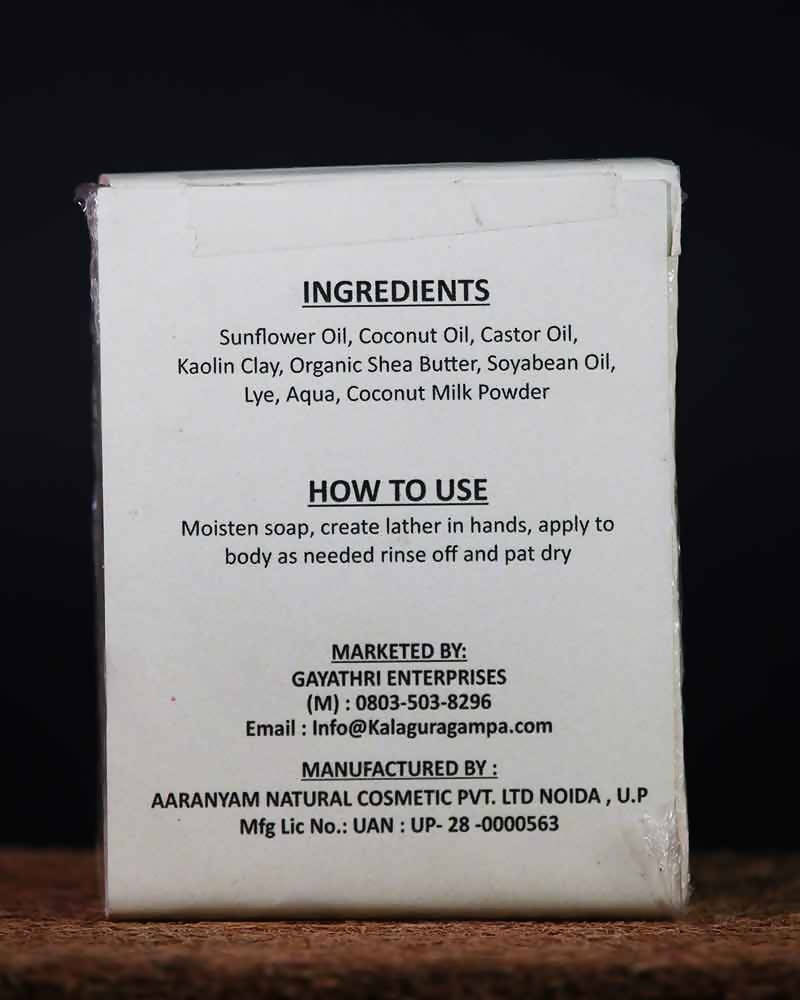 INGREDIENTS
Sunflower Oil, Coconut Oil, Castor Oil,
Kaolin Clay, Organic Shea Butter, Soyabean Oil,
Lye, Aqua, Coconut Milk Powder
HOW TO USE
Moisten soap, create lather in hands, apply to
body as needed rinse off and pat dry
MARKETED BY:
GAYATHRI ENTERPRISES
(M) : 0803-503-8296
Email : Info@Kalaguragampa.com
MANUFACTURED BY :
AARANYAM NATURAL COSMETIC PVT. LTD NOIDA , U.P
Mfg Lic No.: UAN : UP- 28 -0000563